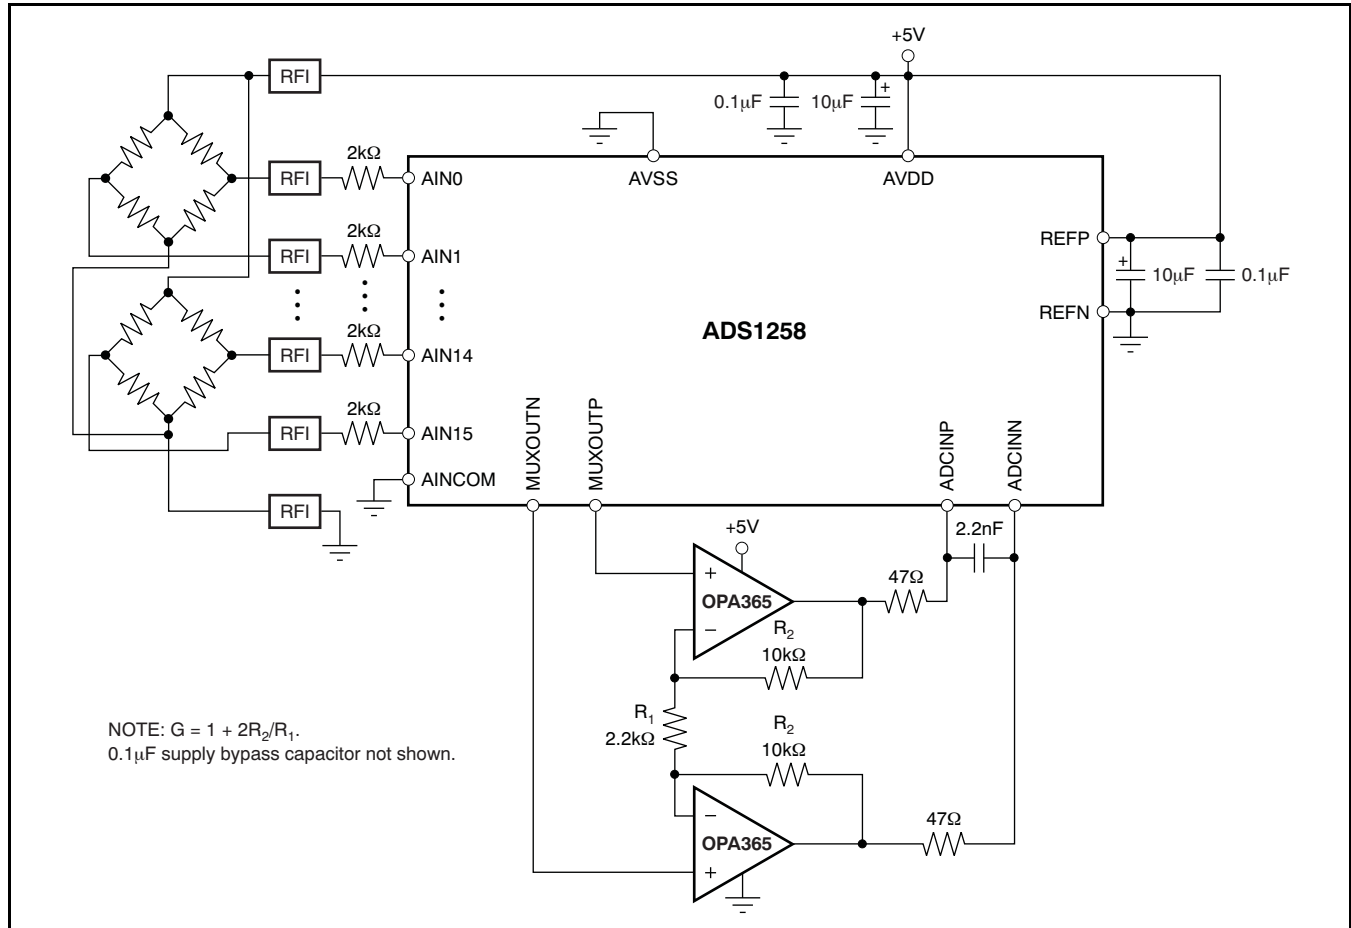 +5V
RFI
0.1μF
10μF
+
2kΩ
RFI
AIN0
AVSS
AVDD
2kΩ
RFI
AIN1
REFP
+
10μF
0.1μF
REFN
2kΩ
RFI
AIN14
ADS1258
2kΩ
RFI
AIN15
AINCOM
RFI
MUXOUTN
MUXOUTP
ADCINP
ADCINN
2.2nF
+5V
+
OPA365
–
47Ω
R2
10kΩ
R1
2.2kΩ
R2
10kΩ
–
OPA365
+
47Ω
NOTE: G = 1 + 2R2/R1.
0.1μF supply bypass capacitor not shown.